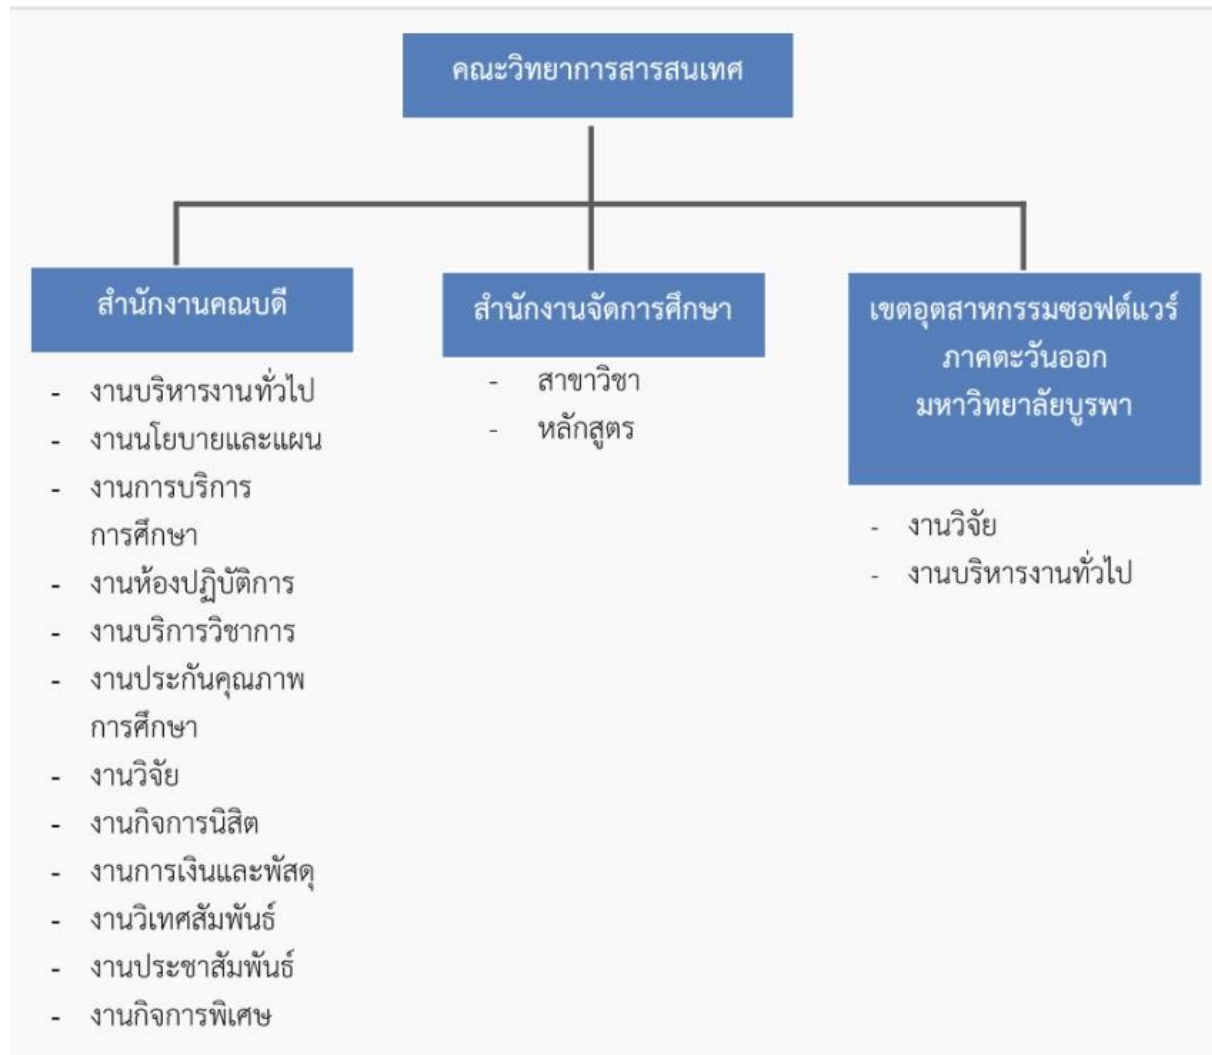 คณะวิทยาการสารสนเทศ
สำนักงานคณบดี
- งานบริหารงานทั่วไป
- งานนโยบายและแผน
- งานการบริการ
การศึกษา
- งานห้องปฏิบัติการ
- งานบริการวิชาการ
- งานประกันคุณภาพ
การศึกษา
- งานวิจัย
- งานกิจการนิสิต
- งานการเงินและพัสดุ
- งานวิเทศสัมพันธ์
- งานประชาสัมพันธ์
- งานกิจการพิเศษ
สำนักงานจัดการศึกษา
- สาขาวิชา
- หลักสูตร
เขตอุตสาหกรรมซอฟต์แวร์
ภาคตะวันออก
มหาวิทยาลัยบูรพา
- งานวิจัย
- งานบริหารงานทั่วไป